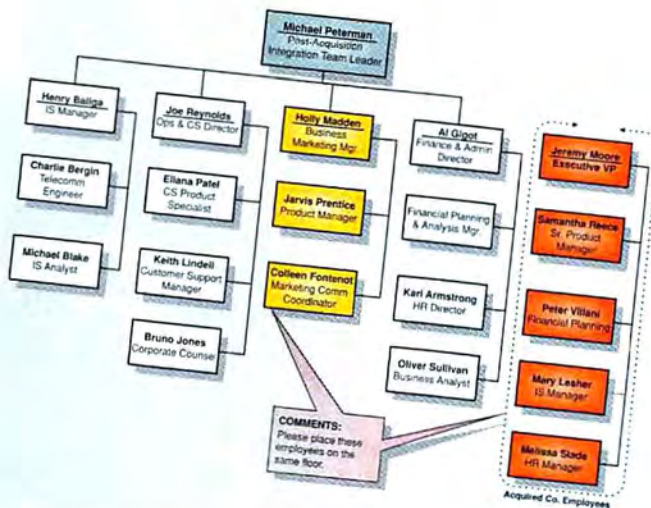 Michael Peterman
Post-Acquisition
Integration Team Leader
Henry Baliga
IS Manager
Charlie Bergin
Telecomm
Engineer
Michael Blake
IS Analyst
Joe Reynolds
Ops & CS Director
Ellana Patel
CS Product
Specialist
Keith Lindell
Customer Support
Manager
Bruno Jones
Corporate Counsel
Holly Madden
Business
Marketing Mgr.
Jarvis Prentice
Product Manager
Colleen Fontenot
Marketing Comm
Coordinator
Al Gigot
Finance & Admin
Director
Financial Planning
& Analysis Mgr.
Kari Armstrong
HR Director
Oliver Sullivan
Business Analyst
Jeremy Moore
Executive VP
Samantha Reece
Sr. Product
Manager
Peter Villani
Financial Planning
Mary Lesher
IS Manager
Melissa Slade
HR Manager
Acquired Co. Employees
COMMENTS:
Please place these
employees on the
same floor.